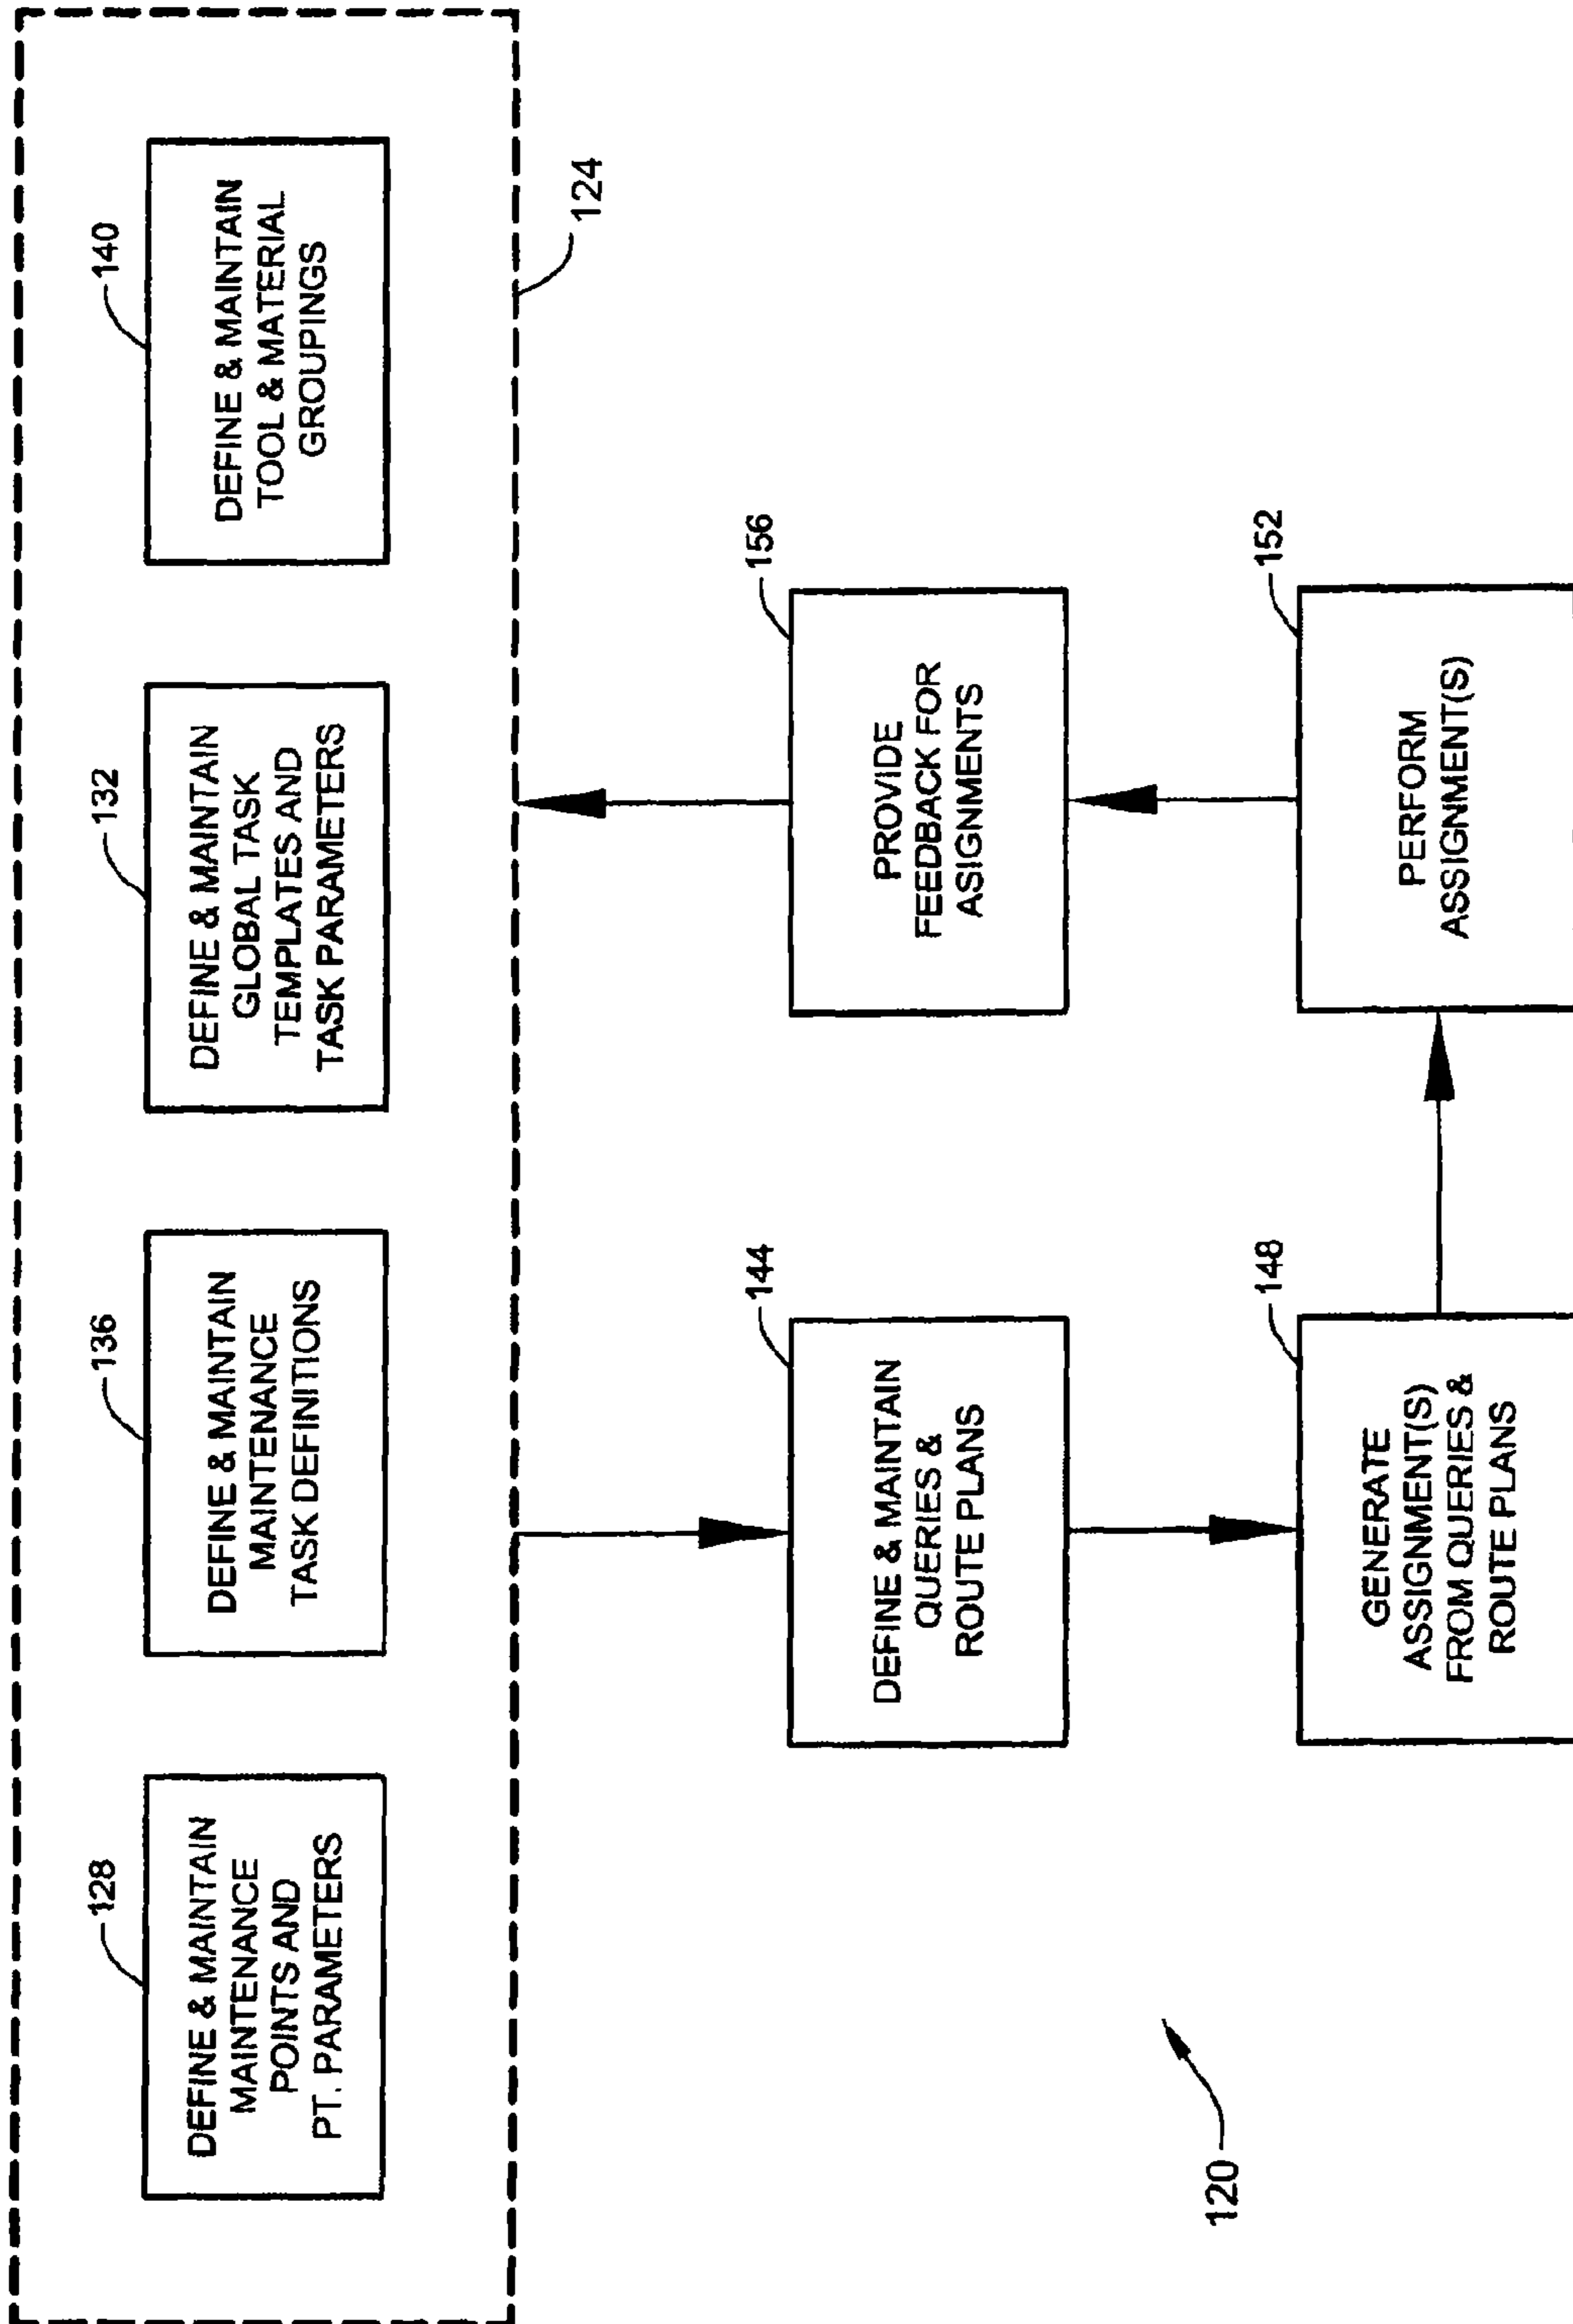 128
DEFINE & MAINTAIN
MAINTENANCE
POINTS AND
PT. PARAMETERS
136
DEFINE & MAINTAIN
MAINTENANCE
TASK DEFINITIONS
132
DEFINE & MAINTAIN
GLOBAL TASK
TEMPLATES AND
TASK PARAMETERS
140
DEFINE & MAINTAIN
TOOL & MATERIAL
GROUPINGS
124
144
DEFINE & MAINTAIN
QUERIES &
ROUTE PLANS
156
PROVIDE
FEEDBACK FOR
ASIGNMENTS
148
GENERATE
ASSIGNMENT(S)
FROM QUERIES &
ROUTE PLANS
152
PERFORM
ASSIGNMENT(S)
120